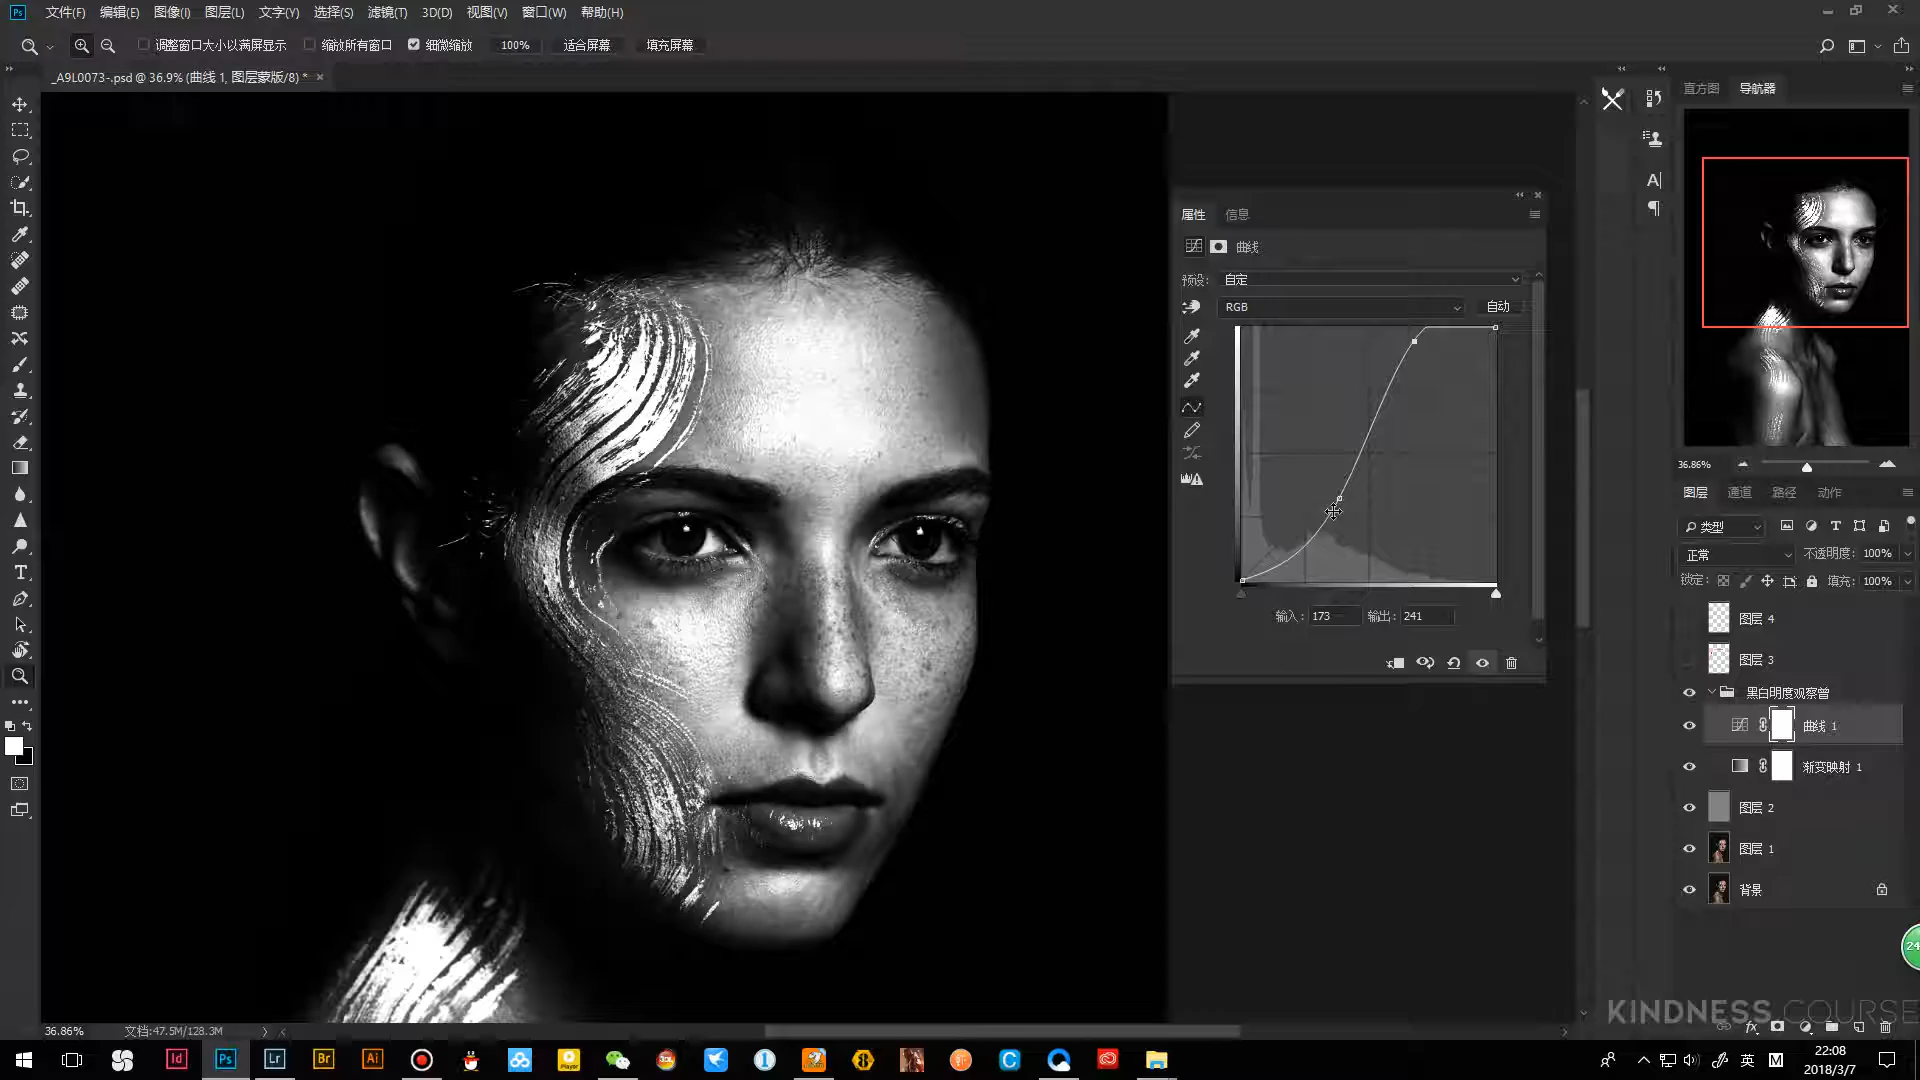 Ps 文件(F) 编辑(E) 图像(I) 图层(L) 文字(Y) 选择(S) 滤镜(T) 3D(D) 视图(V) 窗口(W) 帮助(H)
调整窗口大小以满屏显示 缩放所有窗口 细微缩放 100% 适合屏幕 填充屏幕
_A9L0073-.psd @ 36.9% (曲线 1, 图层蒙版/8) * ×
直方图 导航器
属性 信息
曲线
预设: 自定
RGB 自动
输入: 173 输出: 241
36.86%
图层 通道 路径 动作
类型
正常 不透明度: 100%
锁定: 填充: 100%
图层 4
图层 3
黑白明度观察曾
曲线 1
渐变映射 1
图层 2
图层 1
背景
24
KINDNESS COURSE
36.86% 文档:47.5M/128.3M
Id Ps Lr Br Ai
英 M
22:08
2018/3/7